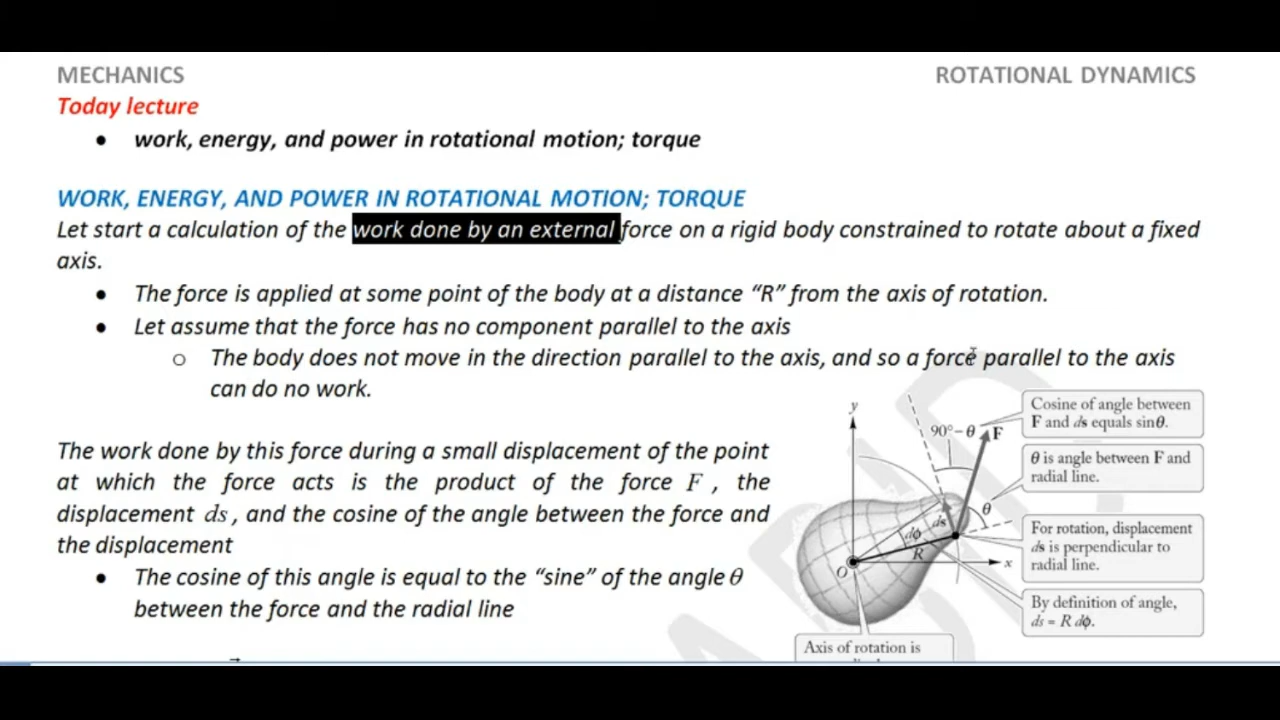 MECHANICS
ROTATIONAL DYNAMICS
Today lecture
• work, energy, and power in rotational motion; torque
WORK, ENERGY, AND POWER IN ROTATIONAL MOTION; TORQUE
Let start a calculation of the work done by an external force on a rigid body constrained to rotate about a fixed
axis.
• The force is applied at some point of the body at a distance “R” from the axis of rotation.
• Let assume that the force has no component parallel to the axis
o The body does not move in the direction parallel to the axis, and so a force parallel to the axis
can do no work.
The work done by this force during a small displacement of the point
at which the force acts is the product of the force F , the
displacement ds , and the cosine of the angle between the force and
the displacement
• The cosine of this angle is equal to the “sine” of the angle θ
between the force and the radial line
y
90° – θ
F
θ
ds
dϕ
R
O
x
Cosine of angle between
F and ds equals sinθ.
θ is angle between F and
radial line.
For rotation, displacement
ds is perpendicular to
radial line.
By definition of angle,
ds = R dϕ.
Axis of rotation is